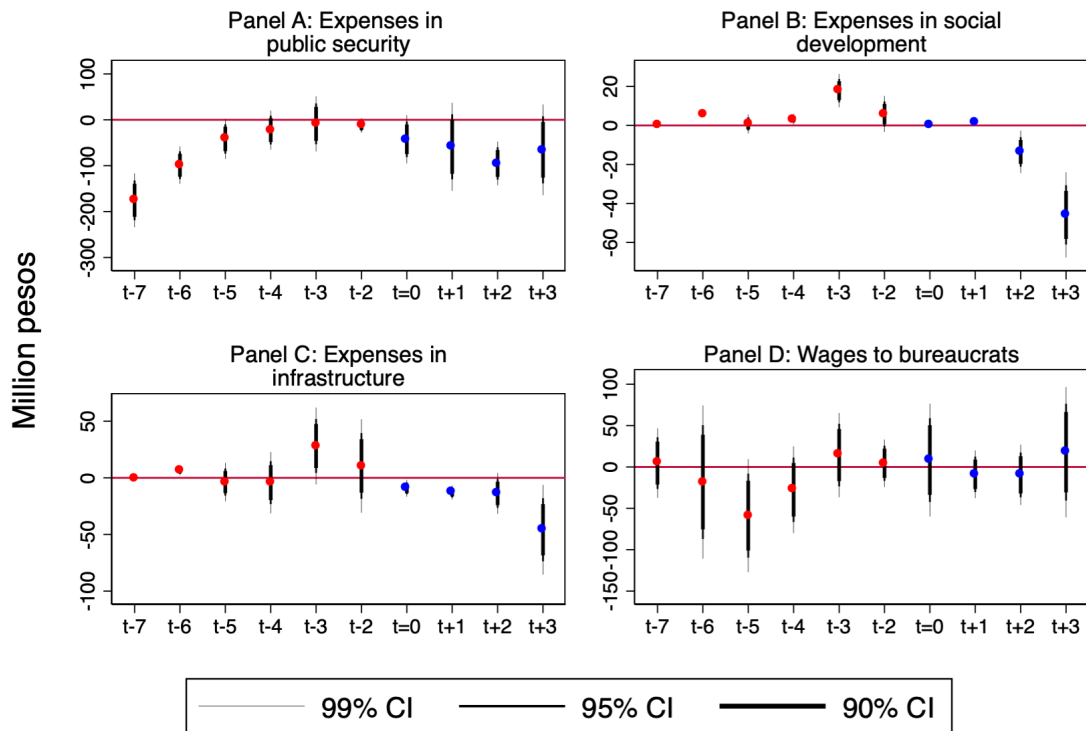 Panel A: Expenses in
public security
100
0
-100
-200
-300
t-7 t-6 t-5 t-4 t-3 t-2 t=0 t+1 t+2 t+3
Panel B: Expenses in social
development
20
0
-20
-40
-60
t-7 t-6 t-5 t-4 t-3 t-2 t=0 t+1 t+2 t+3
Million pesos
Panel C: Expenses in
infrastructure
50
0
-50
-100
t-7 t-6 t-5 t-4 t-3 t-2 t=0 t+1 t+2 t+3
Panel D: Wages to bureaucrats
100
50
0
-50
-100
-150
t-7 t-6 t-5 t-4 t-3 t-2 t=0 t+1 t+2 t+3
99% CI 95% CI 90% CI